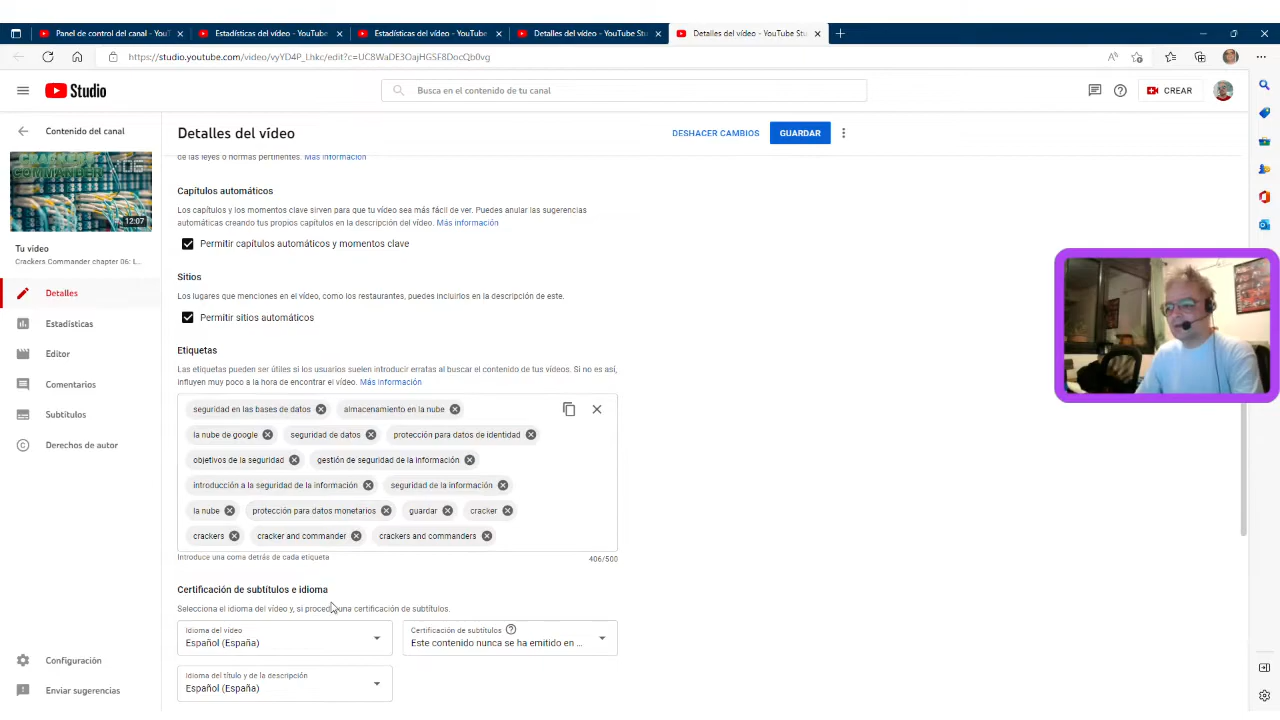 Panel de control del canal - YouT
Estadísticas del vídeo - YouTube
Estadísticas del vídeo - YouTube
Detalles del vídeo - YouTube Stu
Detalles del vídeo - YouTube Stu
https://studio.youtube.com/video/vyYD4P_Lhkc/edit?c=UC8WaDE3OajHGSF8DocQb0vg
Studio
Busca en el contenido de tu canal
CREAR
Contenido del canal
Detalles del vídeo
DESHACER CAMBIOS
GUARDAR
CRACKERS
COMMANDER
12:07
Tu vídeo
Crackers Commander chapter 06: L...
Detalles
Estadísticas
Editor
Comentarios
Subtítulos
Derechos de autor
Configuración
Enviar sugerencias
de las leyes o normas pertinentes. Más información
Capítulos automáticos
Los capítulos y los momentos clave sirven para que tu vídeo sea más fácil de ver. Puedes anular las sugerencias
automáticas creando tus propios capítulos en la descripción del vídeo. Más información
Permitir capítulos automáticos y momentos clave
Sitios
Los lugares que menciones en el vídeo, como los restaurantes, puedes incluirlos en la descripción de este.
Permitir sitios automáticos
Etiquetas
Las etiquetas pueden ser útiles si los usuarios suelen introducir erratas al buscar el contenido de tus vídeos. Si no es así,
influyen muy poco a la hora de encontrar el vídeo. Más información
seguridad en las bases de datos almacenamiento en la nube
la nube de google seguridad de datos protección para datos de identidad
objetivos de la seguridad gestión de seguridad de la información
introducción a la seguridad de la información seguridad de la información
la nube protección para datos monetarios guardar cracker
crackers cracker and commander crackers and commanders
Introduce una coma detrás de cada etiqueta
406/500
Certificación de subtítulos e idioma
Selecciona el idioma del vídeo y, si procede, una certificación de subtítulos.
Idioma del vídeo
Español (España)
Certificación de subtítulos
Este contenido nunca se ha emitido en ...
Idioma del título y de la descripción
Español (España)